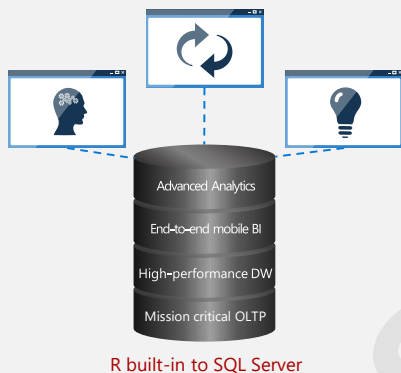 Advanced Analytics
End-to-end mobile BI
High-performance DW
Mission critical OLTP
R built-in to SQL Server